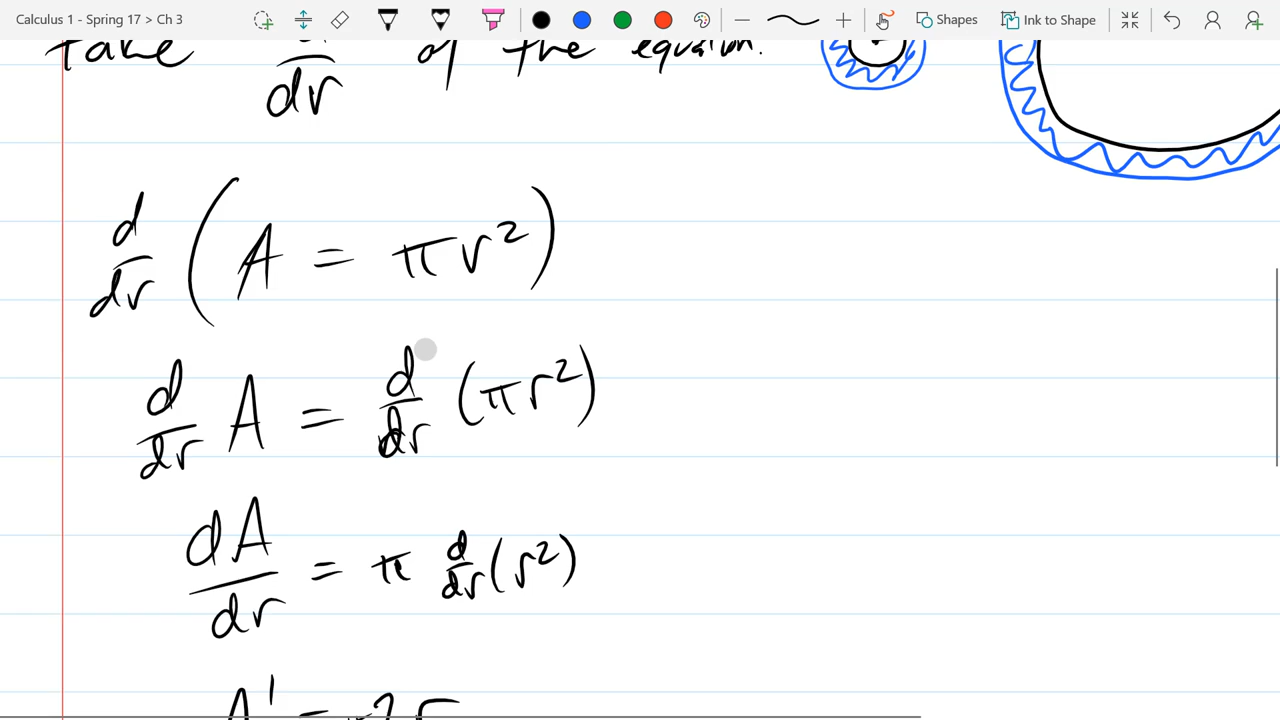 Calculus 1 - Spring 17 > Ch 3
Shapes
Ink to Shape
take d/dr of the equation.
d/dr (A = πr²)
d/dr A = d/dr (πr²)
dA/dr = π d/dr (r²)
A' =